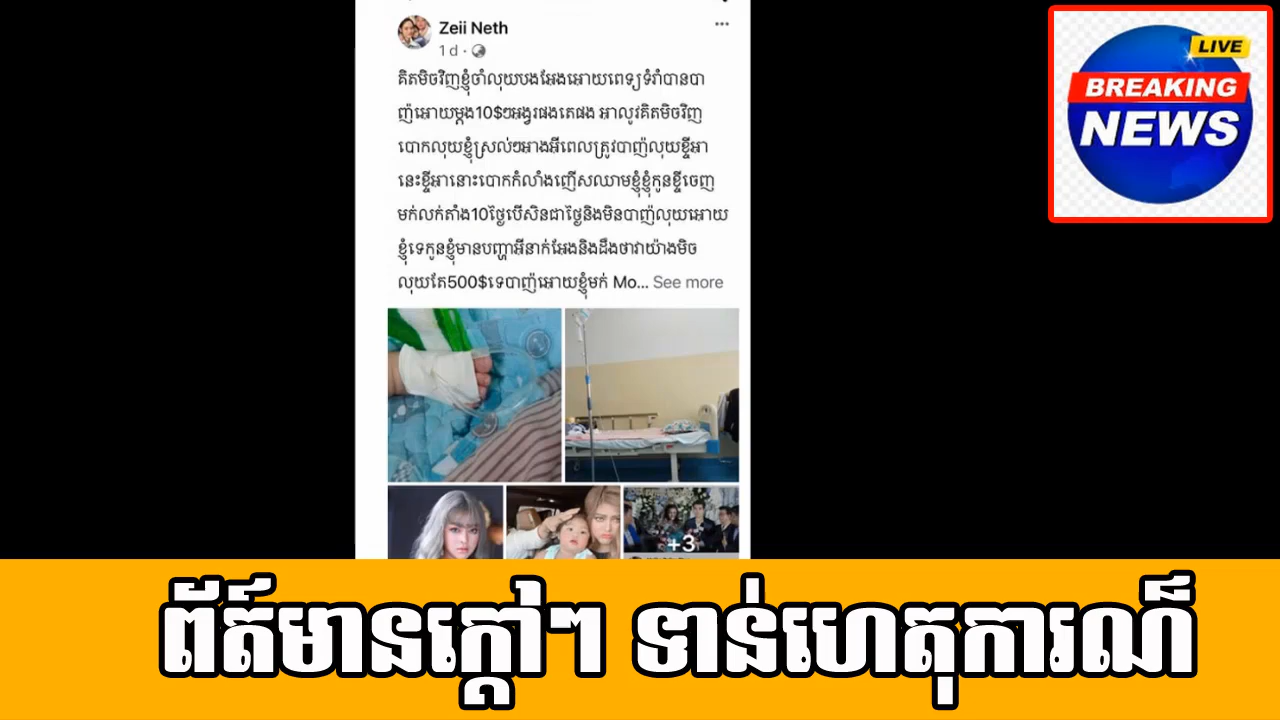 Zeii Neth
1 d ·
គិតមិចវិញខ្ញុំចាំលុយបងអែងអោយពេទ្យទំរាំបានបា
ញ៉អោយម្តង10$ៗអង្វរផងតេផង អាលូវគិតមិចវិញ
បោកលុយខ្ញុំស្រល់ៗអាងអីពេលត្រូវបាញ៉លុយខ្ចីអា
នេះខ្ចីអានោះបោកកំលាំងញើសឈាមខ្ញុំខ្ញុំកូនខ្ចីចេញ
មក់លក់តាំង10ថ្ងៃបើសិនជាថ្ងៃនិងមិនបាញ៉លុយអោយ
ខ្ញុំទេកូនខ្ញុំមានបញ្ហាអីនាក់អែងនិងដឹងថាវាយ៉ាងមិច
លុយតែ500$ទេបាញ៉អោយខ្ញុំមក់ Mo... See more
+3
LIVE
BREAKING
NEWS
ព័ត៌មានក្តៅៗ ទាន់ហេតុការណ៏